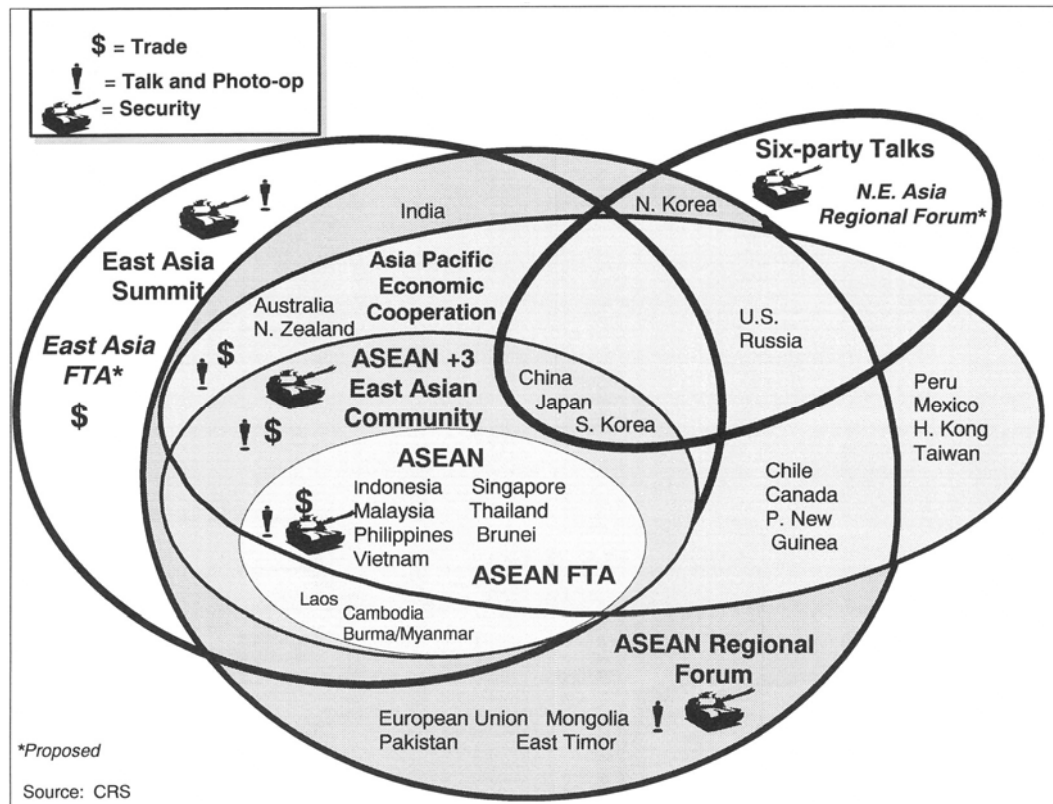 $ = Trade
= Talk and Photo-op
= Security
Six-party Talks
N.E. Asia
Regional Forum*
N. Korea
India
East Asia
Summit
Asia Pacific
Economic
Cooperation
Australia
N. Zealand
U.S.
Russia
East Asia
FTA*
$
$
ASEAN +3
East Asian
Community
$
China
Japan
S. Korea
Peru
Mexico
H. Kong
Taiwan
ASEAN
Indonesia Singapore
Malaysia Thailand
Philippines Brunei
Vietnam
$
ASEAN FTA
Chile
Canada
P. New
Guinea
Laos
Cambodia
Burma/Myanmar
ASEAN Regional
Forum
European Union Mongolia
Pakistan East Timor
*Proposed
Source: CRS